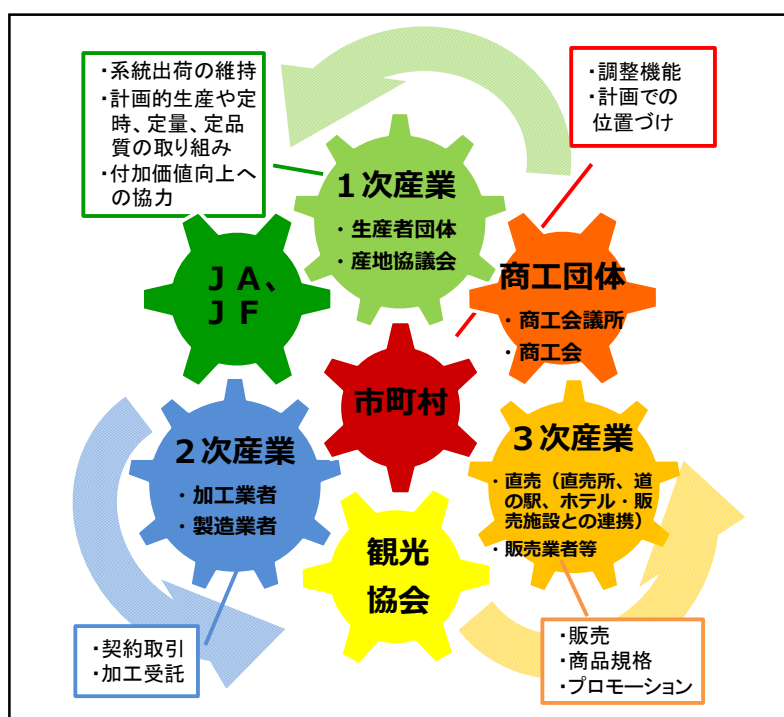 ・系統出荷の維持
・計画的生産や定
時、定量、定品
質の取り組み
・付加価値向上へ
の協力
・調整機能
・計画での
位置づけ
１次産業
・生産者団体
・産地協議会
ＪＡ、
ＪＦ
商工団体
・商工会議所
・商工会
市町村
２次産業
・加工業者
・製造業者
３次産業
・直売（直売所、道
の駅、ホテル・販
売施設との連携）
・販売業者等
観光
協会
・契約取引
・加工受託
・販売
・商品規格
・プロモーション